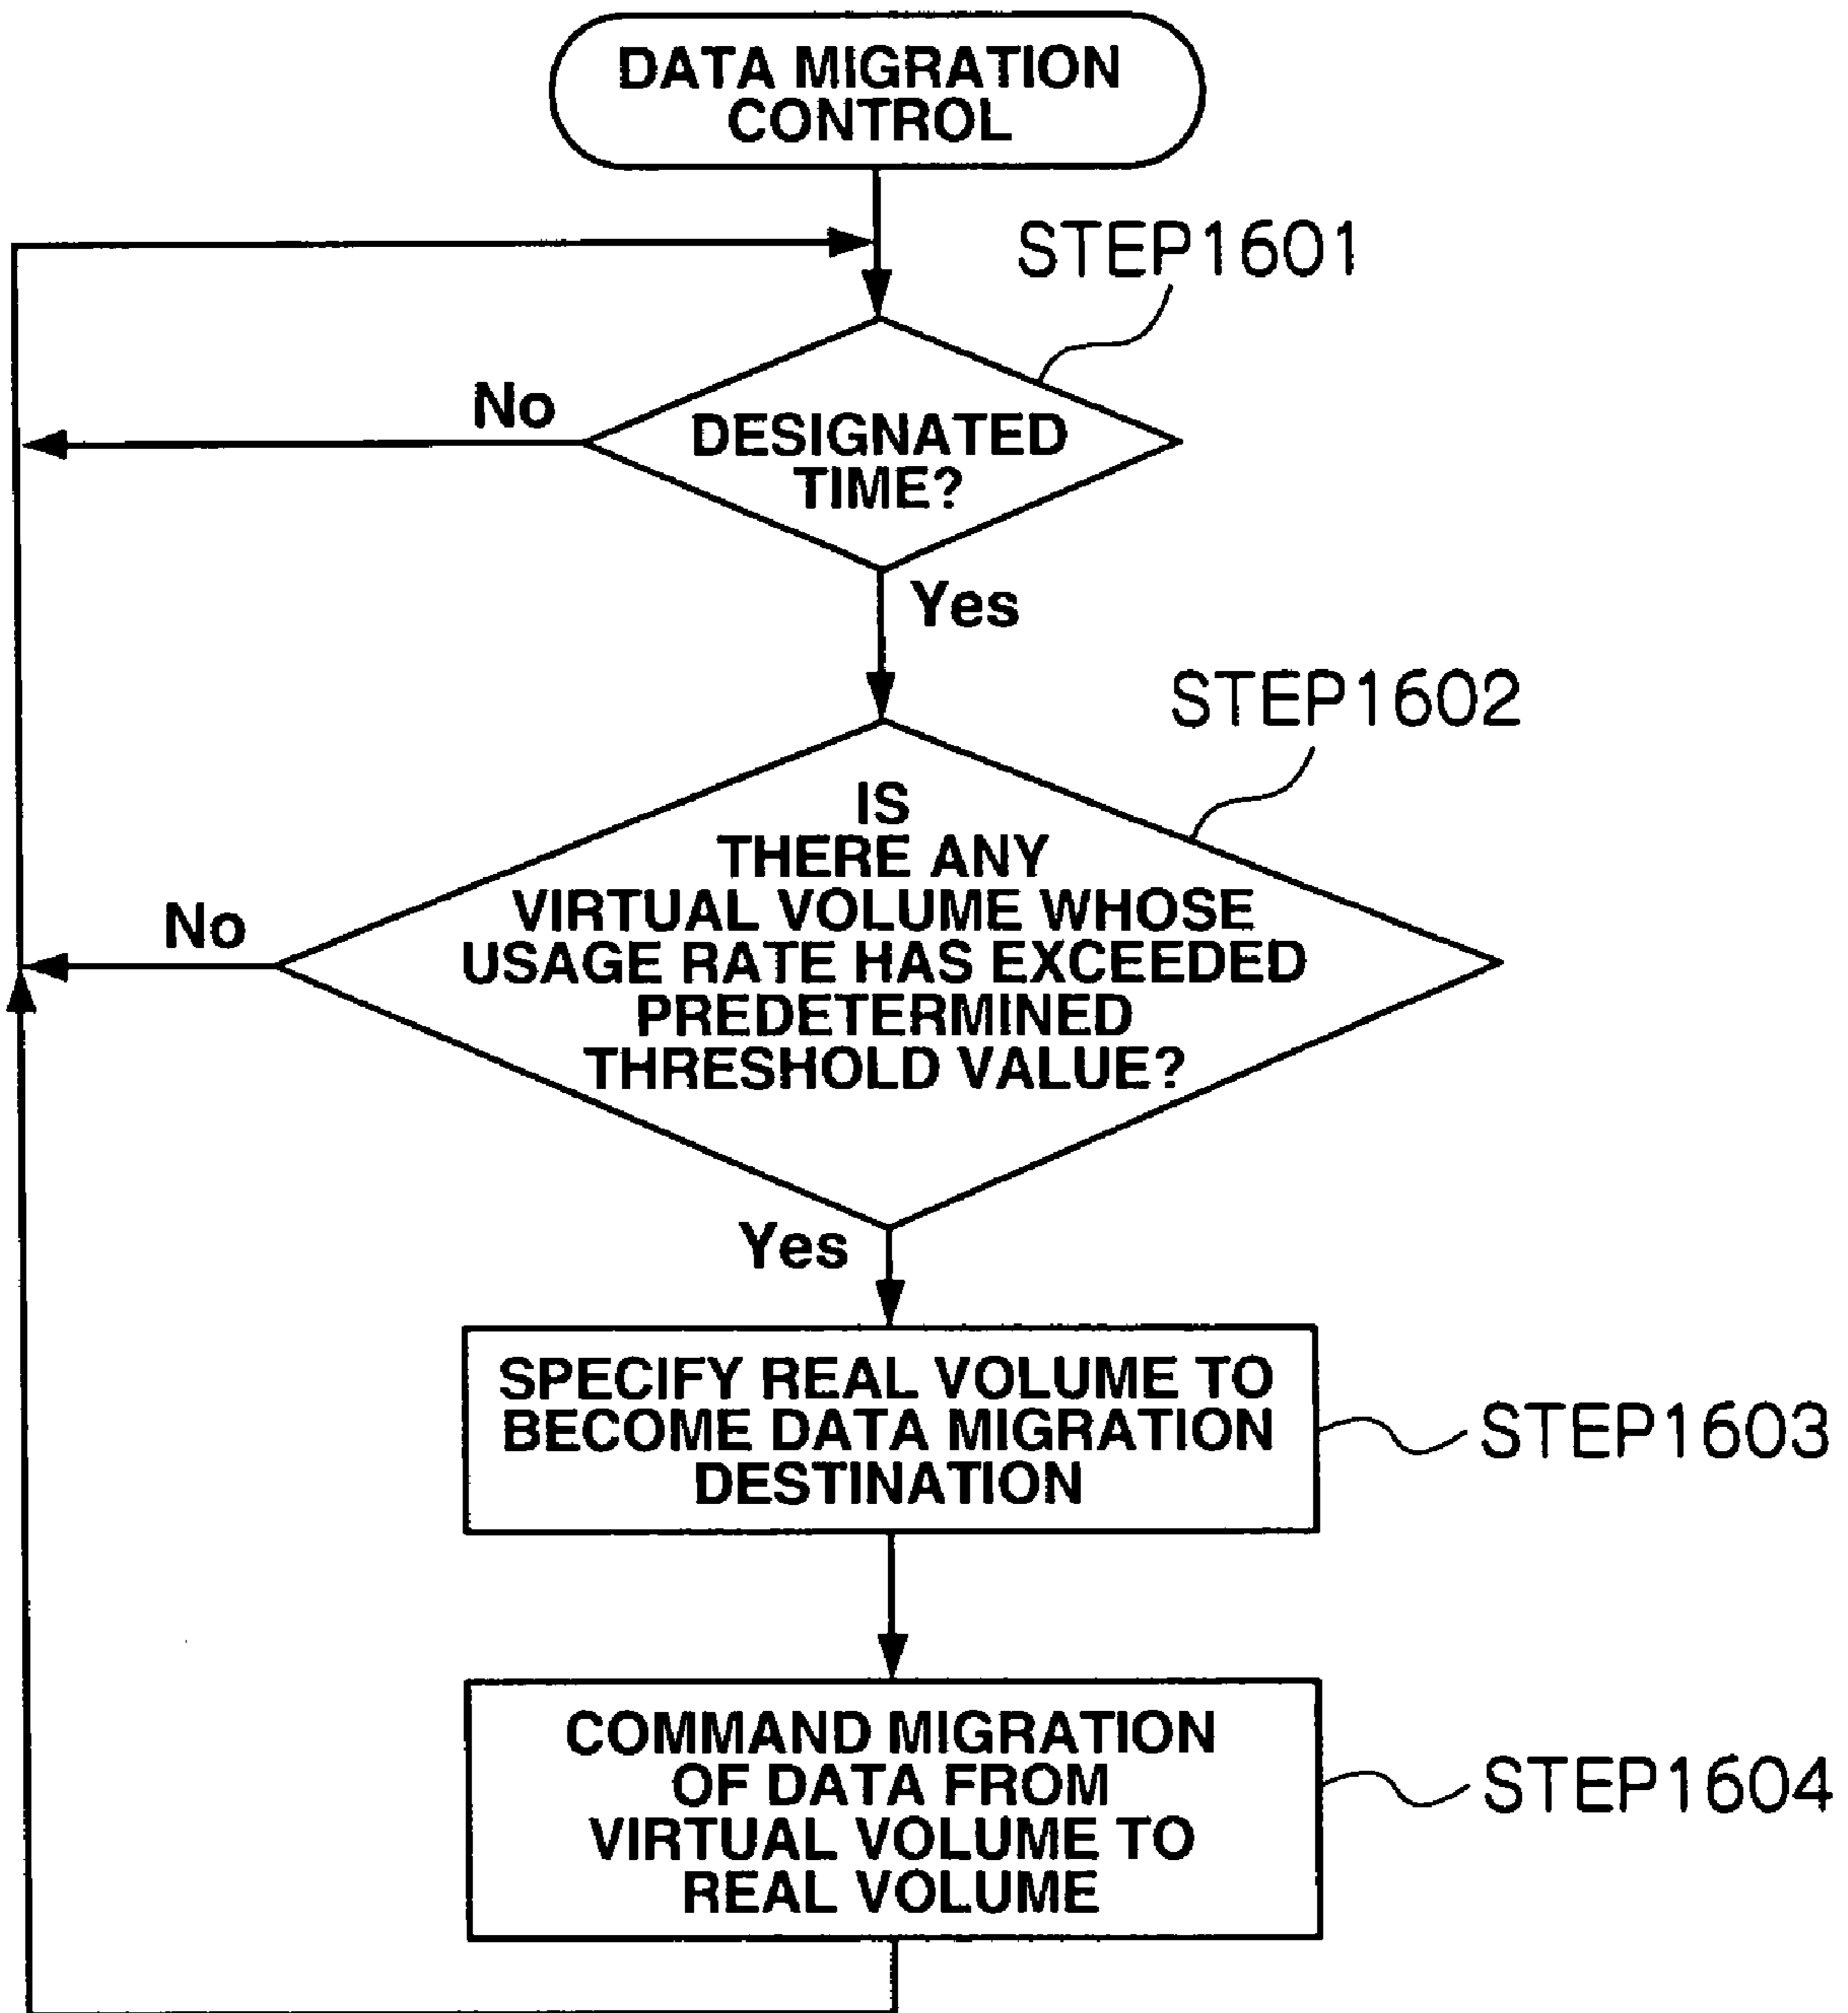 DATA MIGRATION
CONTROL
STEP1601
No
DESIGNATED
TIME?
Yes
STEP1602
IS
THERE ANY
VIRTUAL VOLUME WHOSE
USAGE RATE HAS EXCEEDED
PREDETERMINED
THRESHOLD VALUE?
No
Yes
SPECIFY REAL VOLUME TO
BECOME DATA MIGRATION
DESTINATION
STEP1603
COMMAND MIGRATION
OF DATA FROM
VIRTUAL VOLUME TO
REAL VOLUME
STEP1604